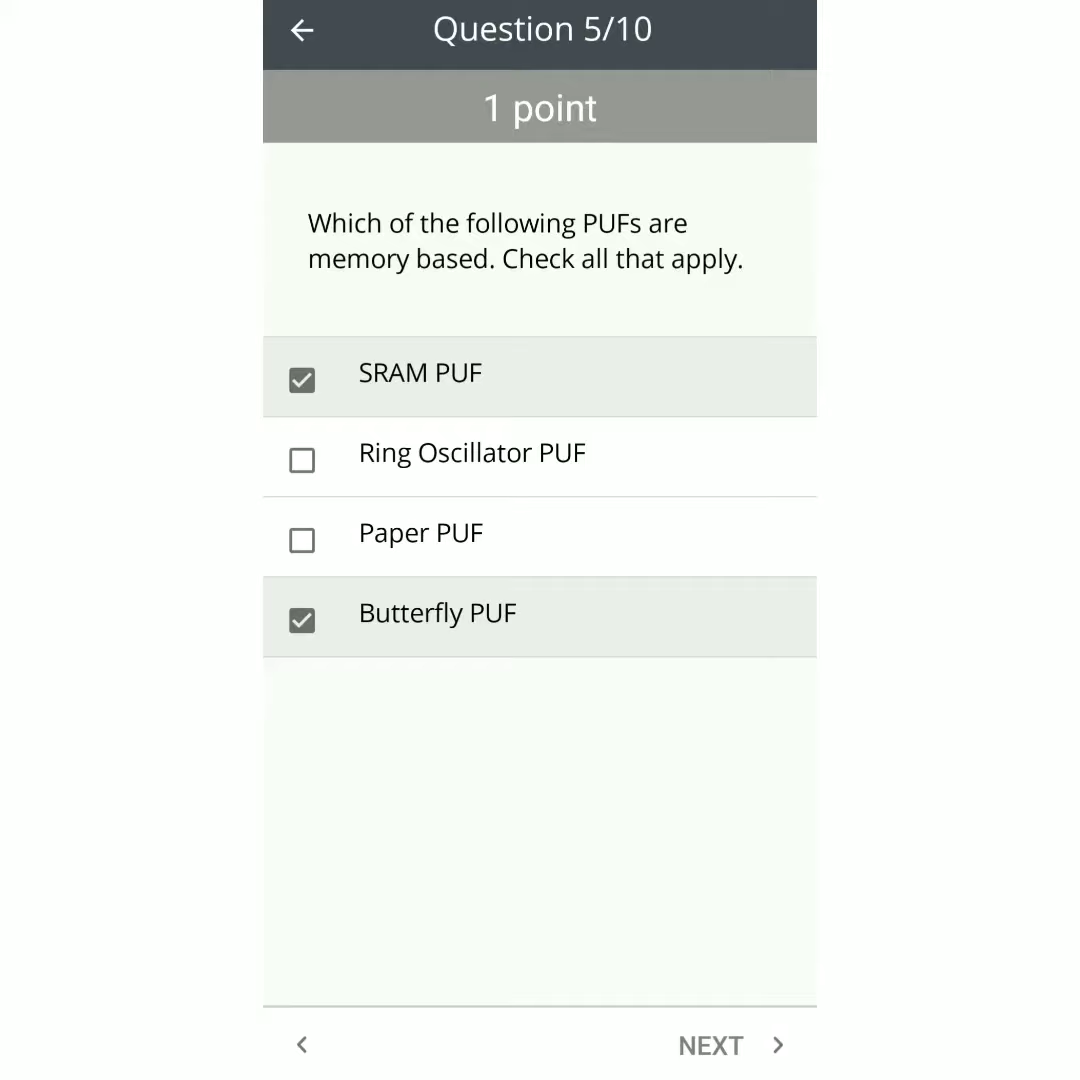 Question 5/10
1 point
Which of the following PUFs are
memory based. Check all that apply.
SRAM PUF
Ring Oscillator PUF
Paper PUF
Butterfly PUF
NEXT